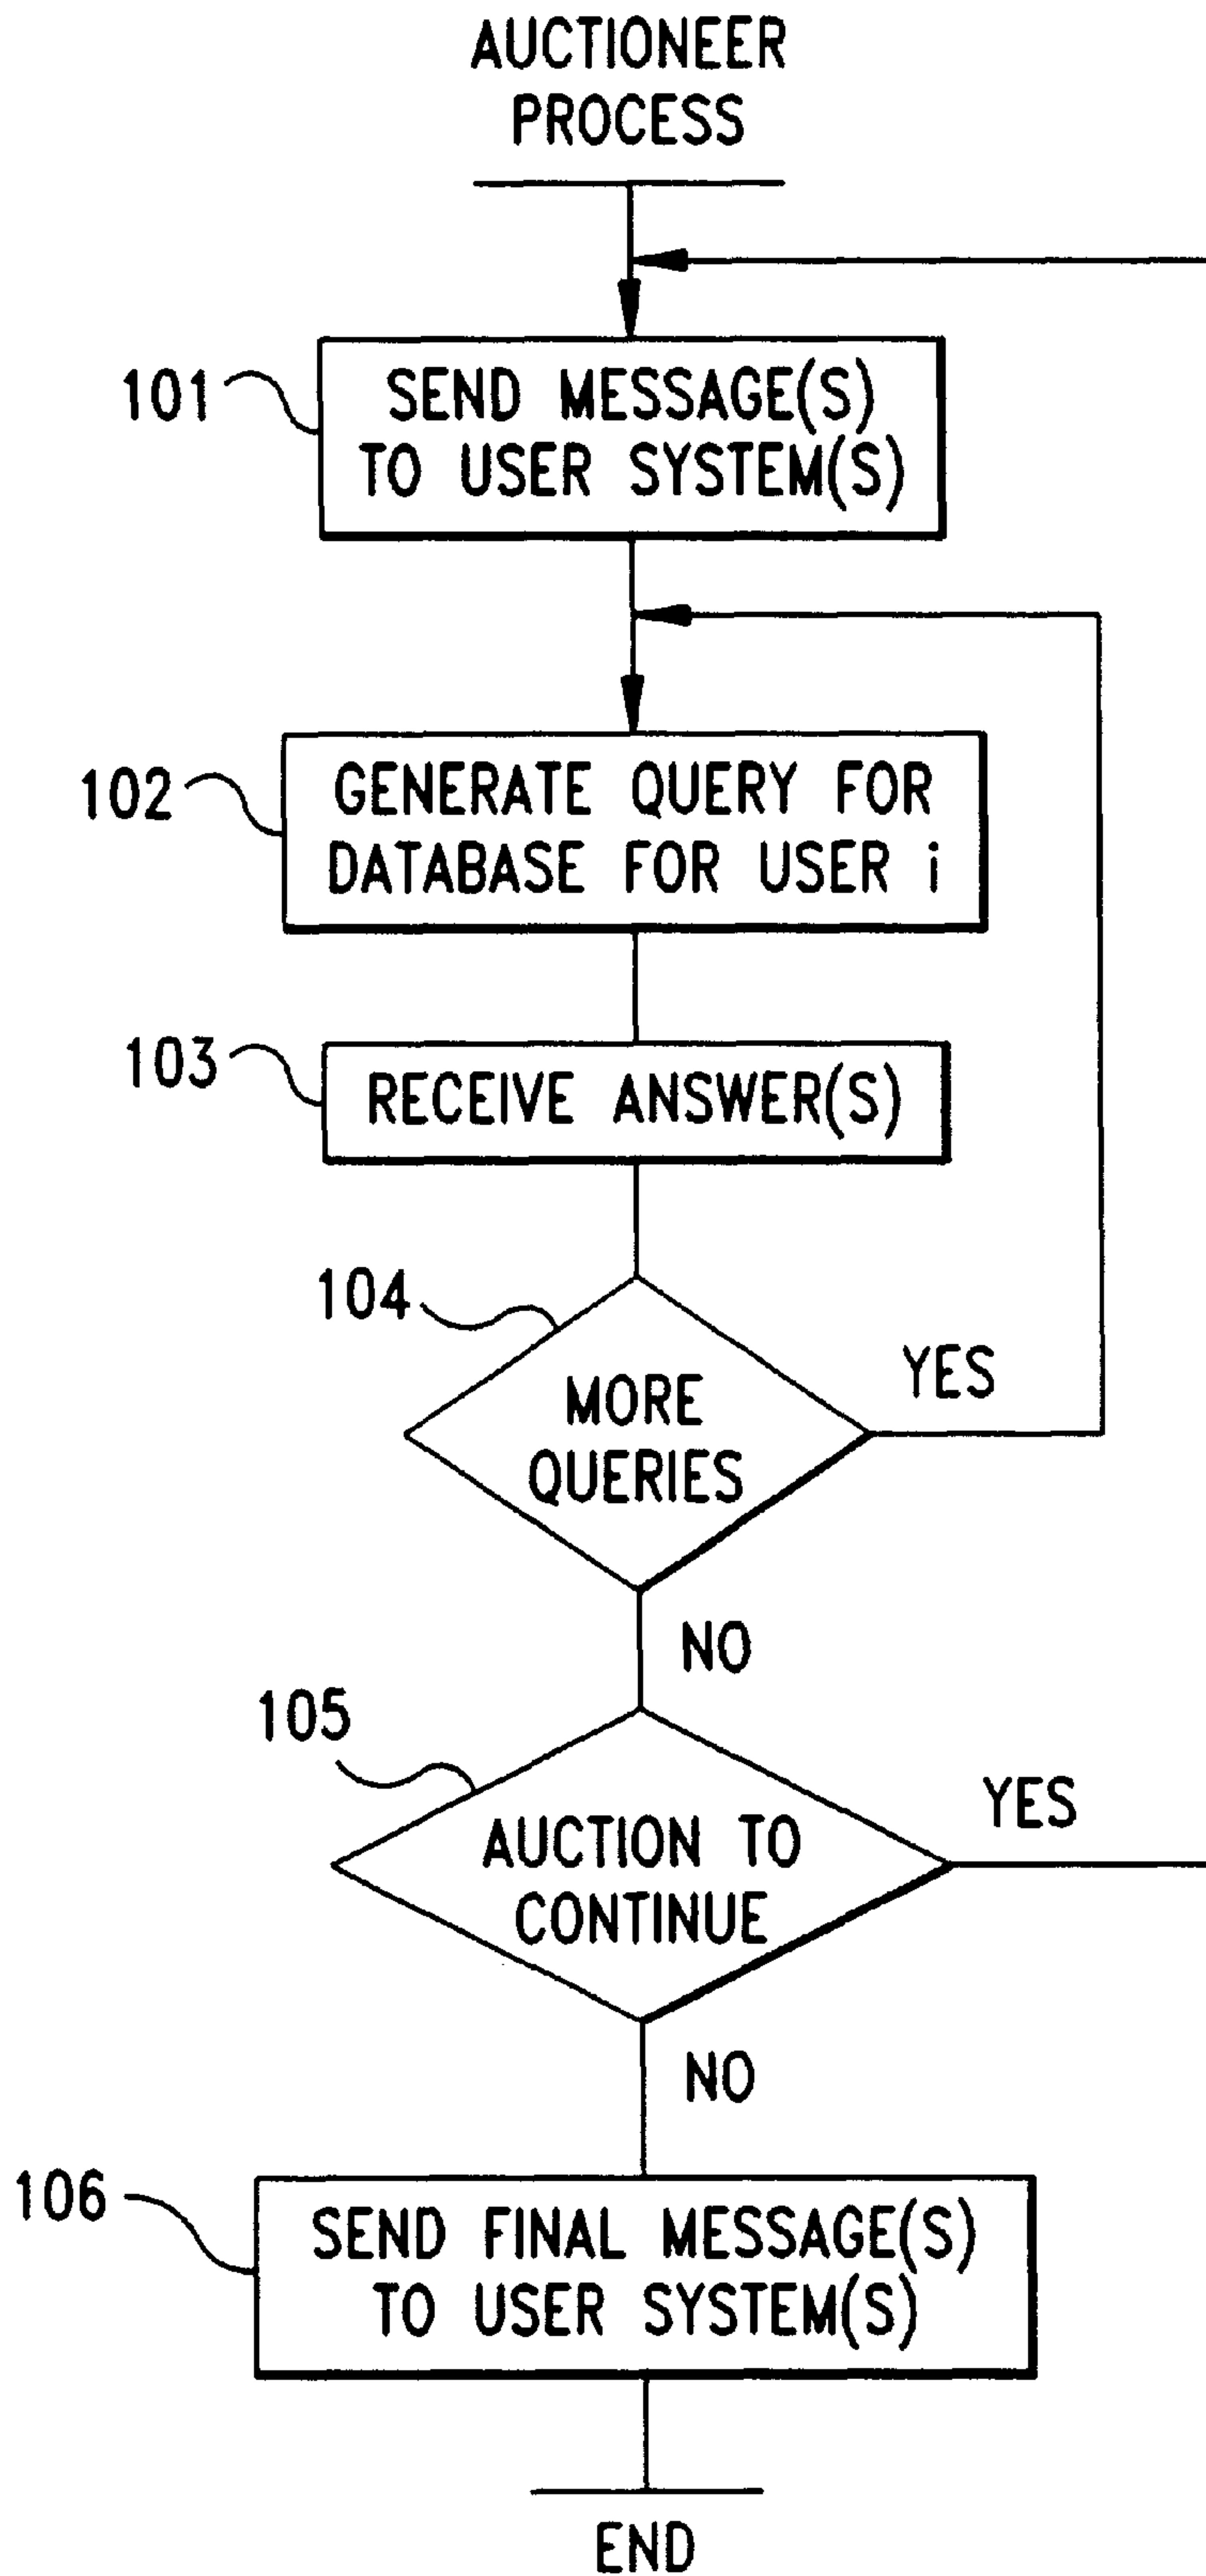 AUCTIONEER
PROCESS
101
SEND MESSAGE(S)
TO USER SYSTEM(S)
102
GENERATE QUERY FOR
DATABASE FOR USER i
103
RECEIVE ANSWER(S)
104
MORE
QUERIES
YES
NO
105
AUCTION TO
CONTINUE
YES
NO
106
SEND FINAL MESSAGE(S)
TO USER SYSTEM(S)
END